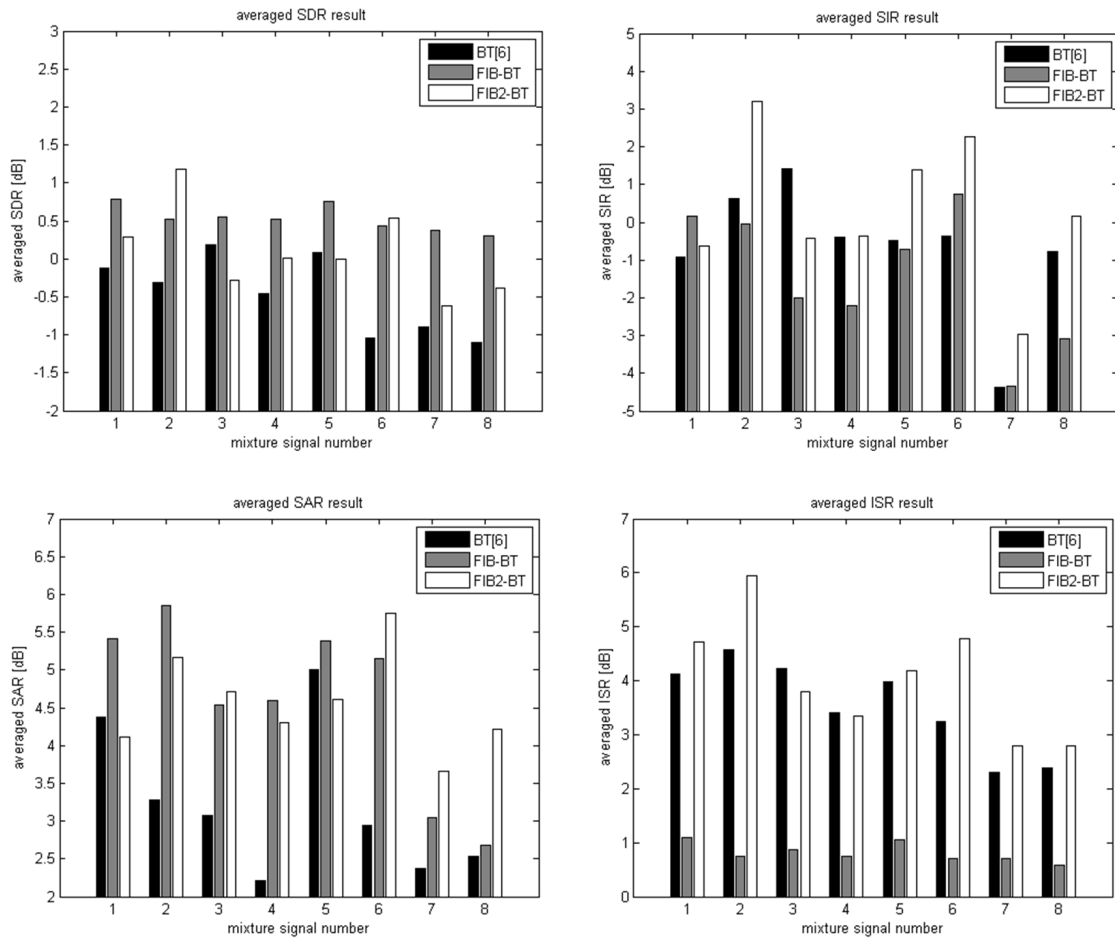 averaged SDR result
3
2.5
2
1.5
1
0.5
0
-0.5
-1
-1.5
-2
averaged SDR [dB]
BT[6]
FIB-BT
FIB2-BT
1 2 3 4 5 6 7 8
mixture signal number
averaged SIR result
5
4
3
2
1
0
-1
-2
-3
-4
-5
averaged SIR [dB]
BT[6]
FIB-BT
FIB2-BT
1 2 3 4 5 6 7 8
mixture signal number
averaged SAR result
7
6.5
6
5.5
5
4.5
4
3.5
3
2.5
2
averaged SAR [dB]
BT[6]
FIB-BT
FIB2-BT
1 2 3 4 5 6 7 8
mixture signal number
averaged ISR result
7
6
5
4
3
2
1
0
averaged ISR [dB]
BT[6]
FIB-BT
FIB2-BT
1 2 3 4 5 6 7 8
mixture signal number